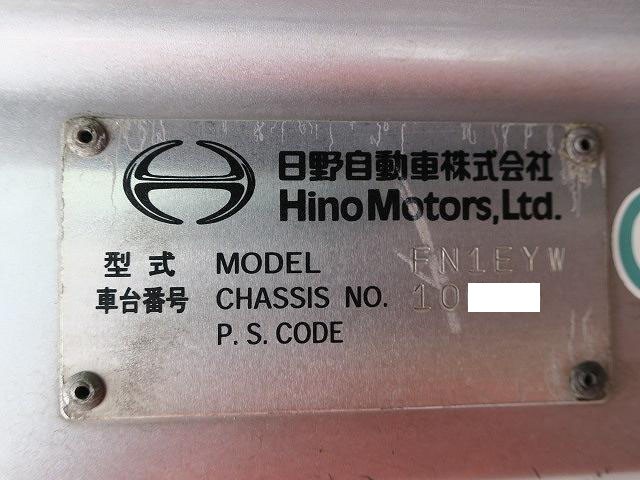 日野自動車株式会社
Hino Motors, Ltd.
型式 MODEL FN1EYW
車台番号 CHASSIS NO. 10
P.S.CODE